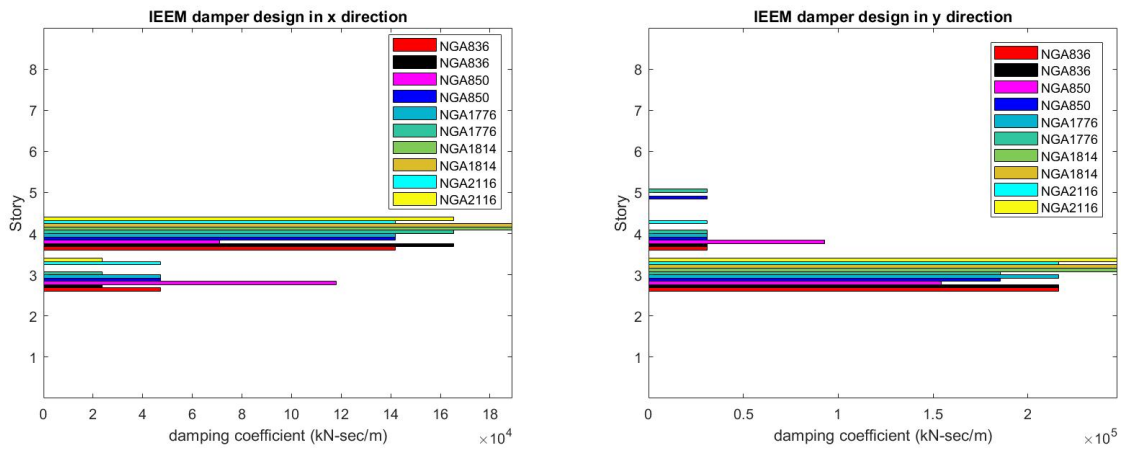 IEEM damper design in x direction
NGA836
NGA836
NGA850
NGA850
NGA1776
NGA1776
NGA1814
NGA1814
NGA2116
NGA2116
8
7
6
5
4
3
2
1
Story
0 2 4 6 8 10 12 14 16 18
damping coefficient (kN-sec/m)
×10^4
IEEM damper design in y direction
NGA836
NGA836
NGA850
NGA850
NGA1776
NGA1776
NGA1814
NGA1814
NGA2116
NGA2116
8
7
6
5
4
3
2
1
Story
0 0.5 1 1.5 2
damping coefficient (kN-sec/m)
×10^5